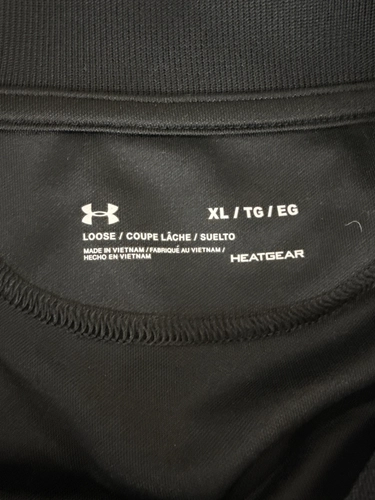 XL / TG / EG
LOOSE / COUPE LÂCHE / SUELTO
MADE IN VIETNAM / FABRIQUÉ AU VIETNAM /
HECHO EN VIETNAM
HEATGEAR